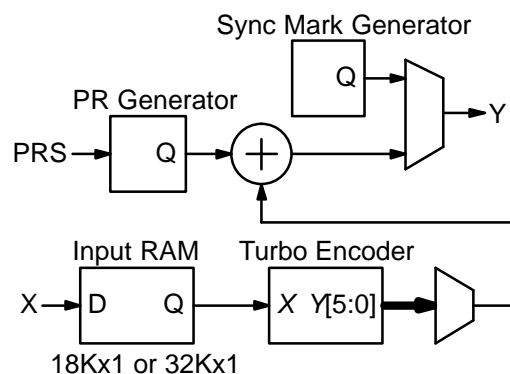 Sync Mark Generator
Q
Y
PR Generator
PRS
Q
Input RAM
Turbo Encoder
X
D
Q
X
Y[5:0]
18Kx1 or 32Kx1